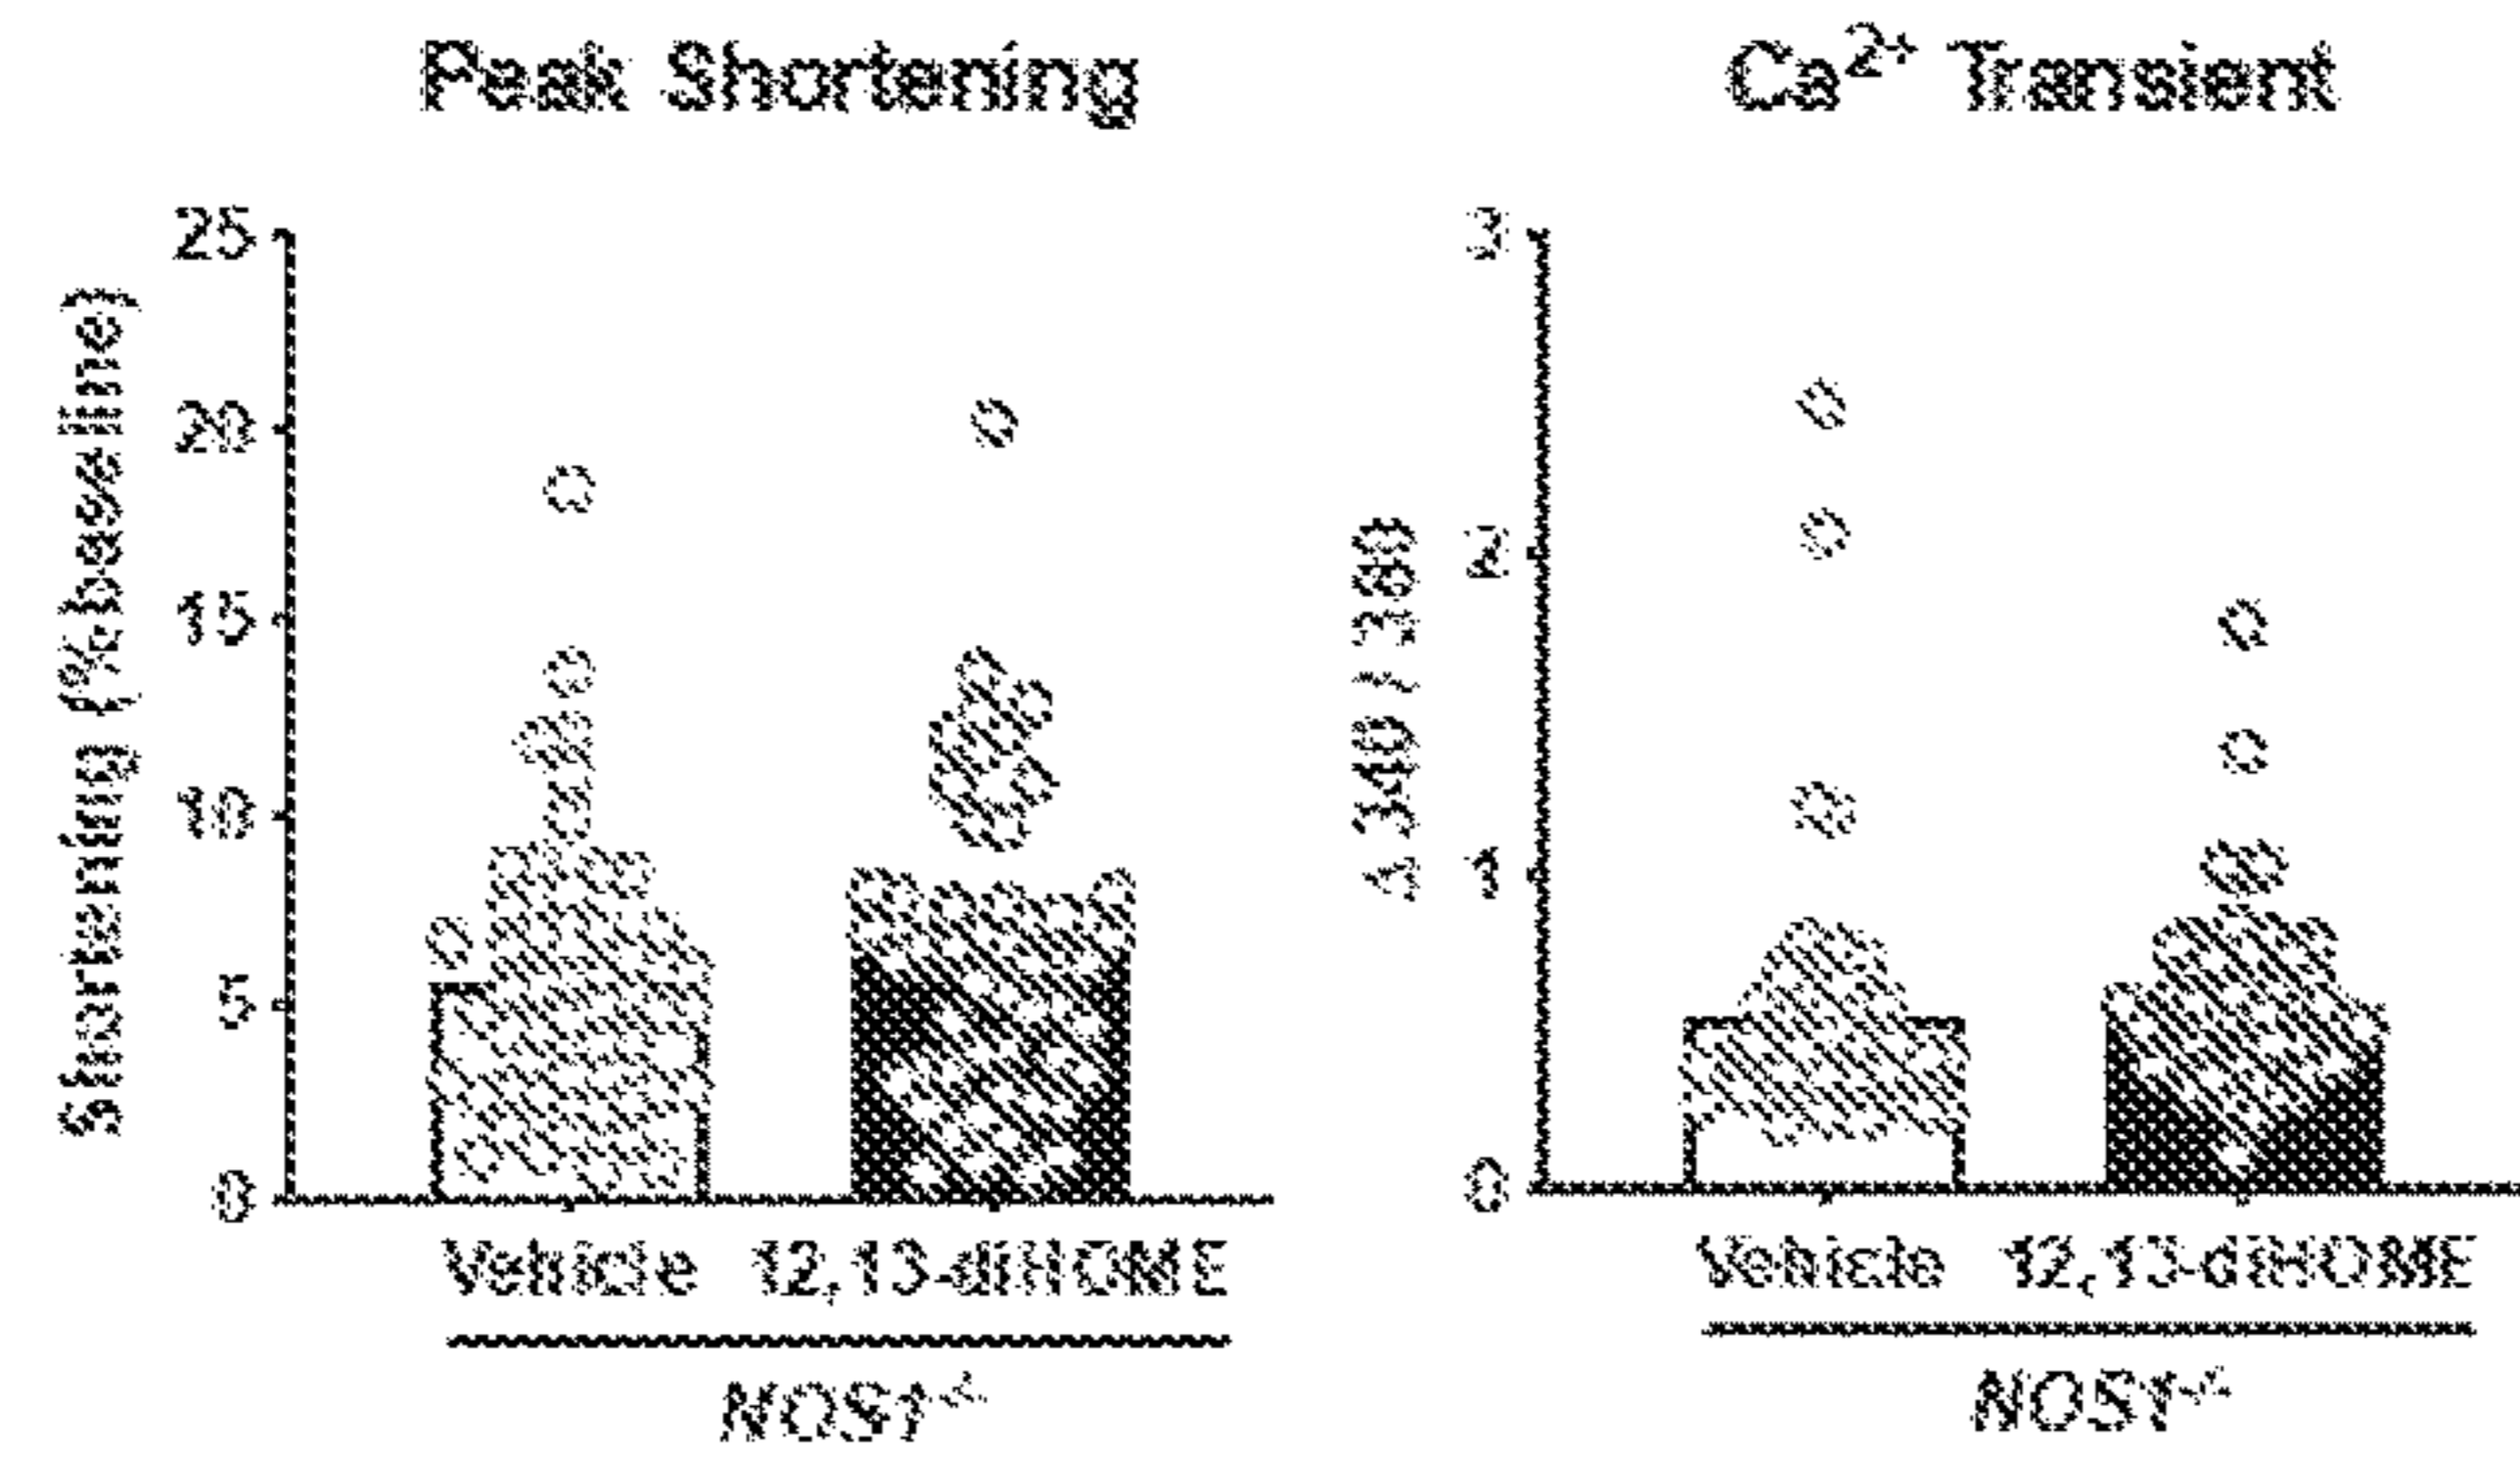 Peak Shortening
Shortening (%baseline)
25
20
15
10
5
0
Vehicle 12,13-diHOME
NOS1-/-
Ca2+ Transient
Δ 340 / 380
3
2
1
0
Vehicle 12,13-diHOME
NOS1-/-